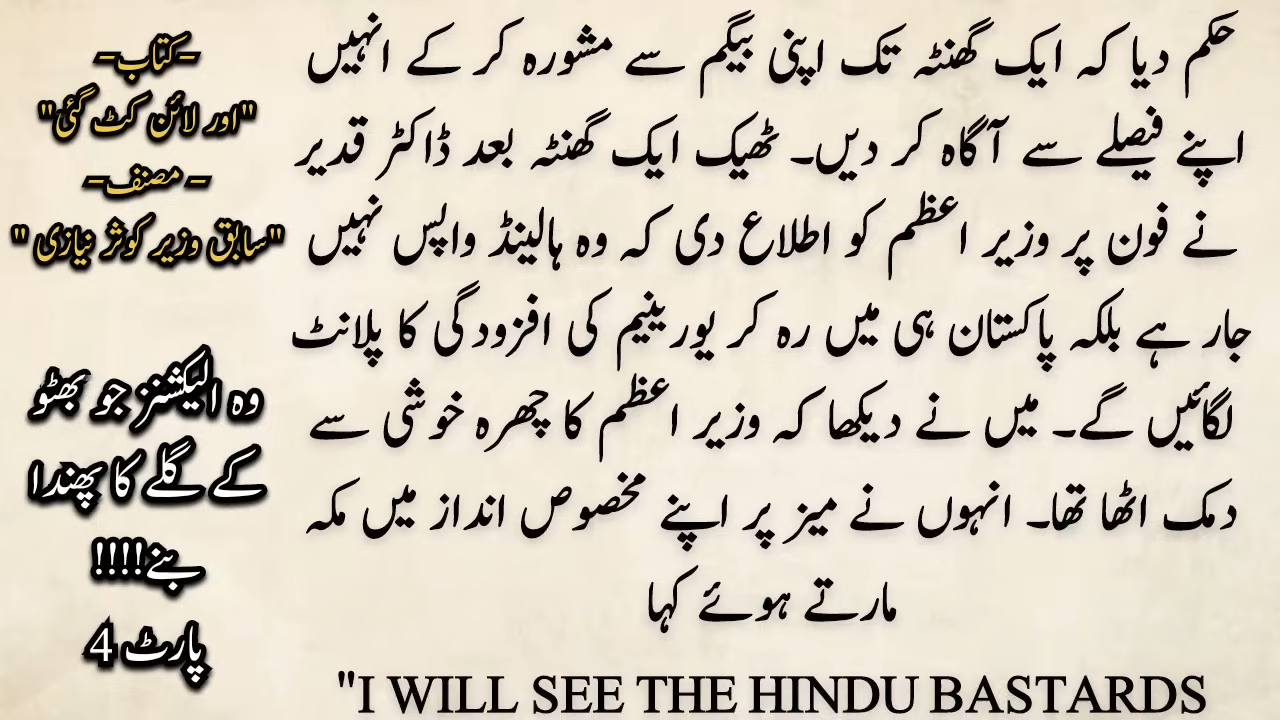 حکم دیا کہ ایک گھنٹہ تک اپنی بیگم سے مشورہ کر کے انہیں
اپنے فیصلے سے آگاہ کر دیں۔ ٹھیک ایک گھنٹہ بعد ڈاکٹر قدیر
نے فون پر وزیر اعظم کو اطلاع دی کہ وہ ہالینڈ واپس نہیں
جارہے بلکہ پاکستان ہی میں رہ کر یورینیم کی افزودگی کا پلانٹ
لگائیں گے۔ میں نے دیکھا کہ وزیر اعظم کا چہرہ خوشی سے
دمک اٹھا تھا۔ انہوں نے میز پر اپنے مخصوص انداز میں مکہ
مارتے ہوئے کہا
"I WILL SEE THE HINDU BASTARDS
-کتاب-
"اور لائن کٹ گئی"
- مصنف-
"سابق وزیر کوثر نیازی "
وہ الیکشنز جو بھٹو
کے گلے کا پھندا
بنے!!!!
پارٹ 4